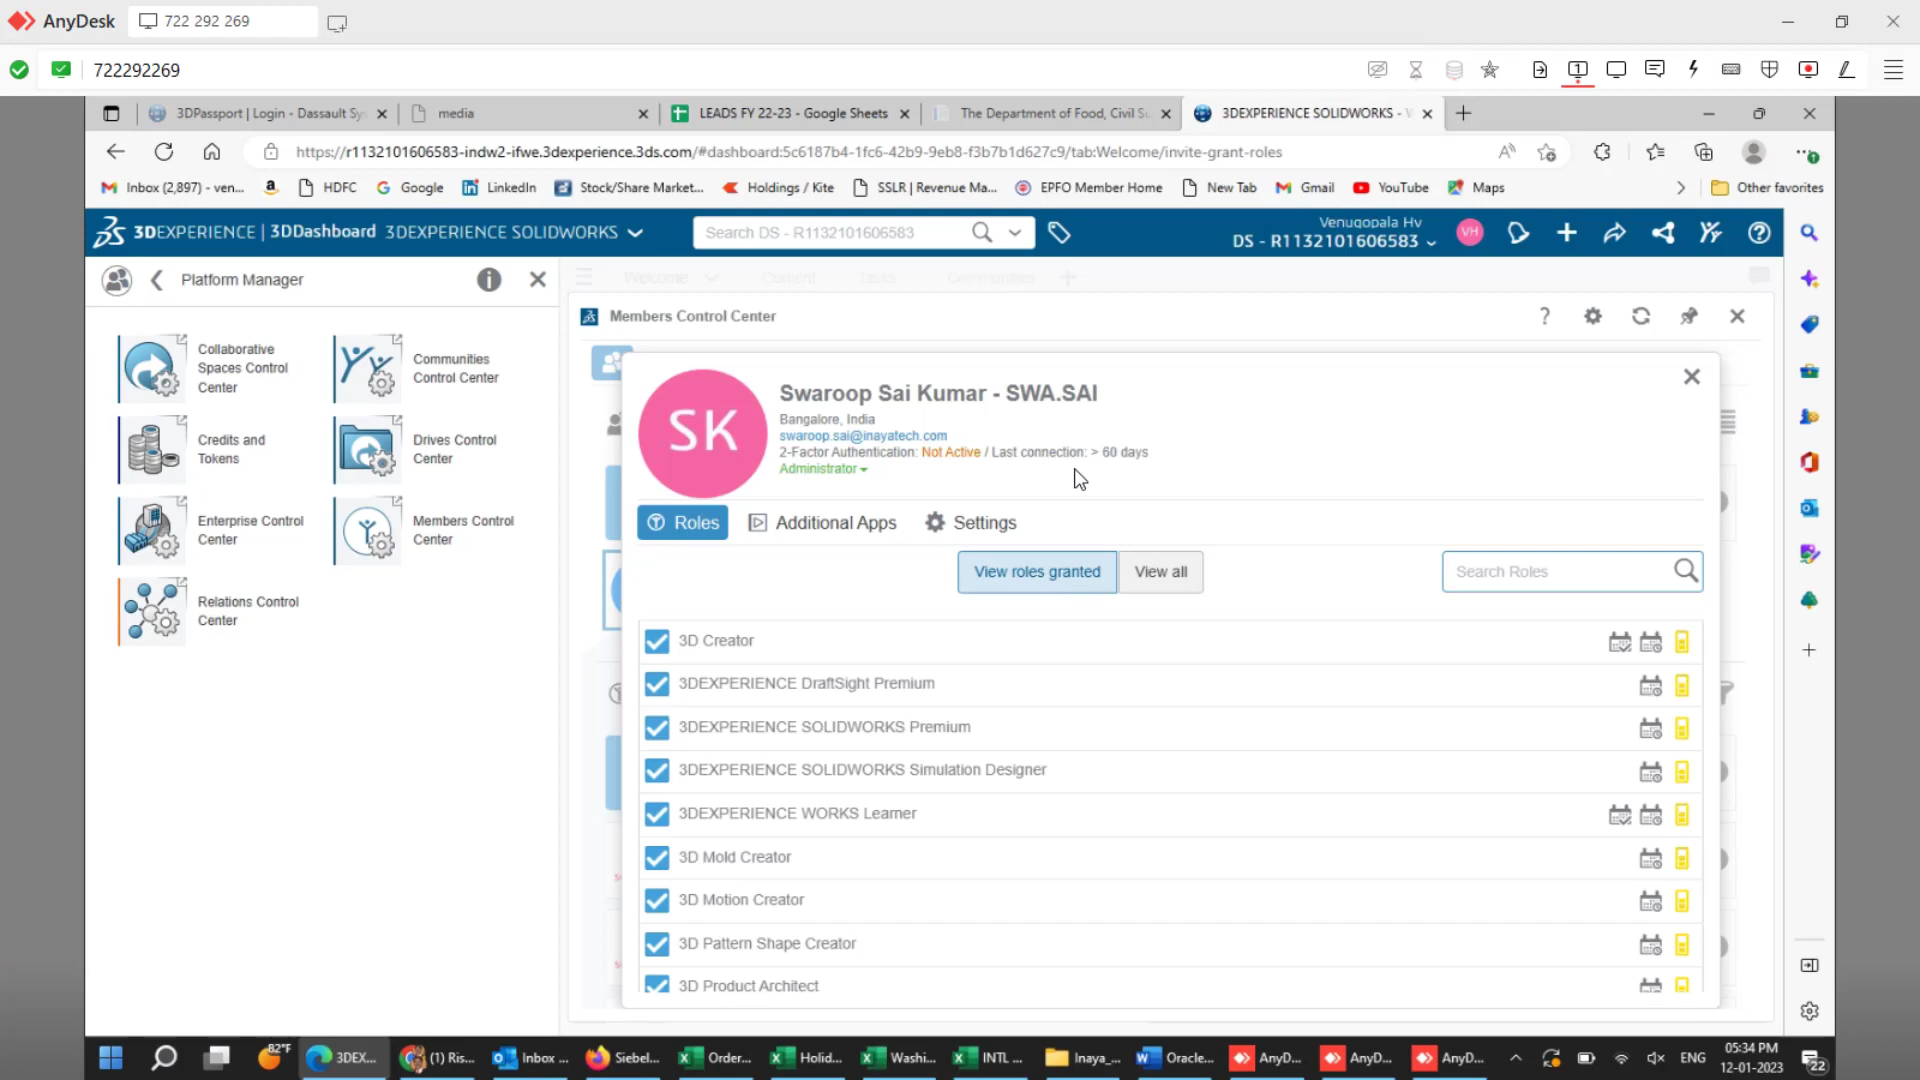 AnyDesk
722 292 269
722292269
3DPassport | Login - Dassault Sy
media
LEADS FY 22-23 - Google Sheets
The Department of Food, Civil Su
3DEXPERIENCE SOLIDWORKS - W
https://r1132101606583-indw2-ifwe.3dexperience.3ds.com/#dashboard:5c6187b4-1fc6-42b9-9eb8-f3b7b1d627c9/tab:Welcome/invite-grant-roles
Inbox (2,897) - ven...
HDFC
Google
LinkedIn
Stock/Share Market...
Holdings / Kite
SSLR | Revenue Ma...
EPFO Member Home
New Tab
Gmail
YouTube
Maps
Other favorites
3DEXPERIENCE | 3DDashboard 3DEXPERIENCE SOLIDWORKS
Search DS - R1132101606583
Venugopala Hv
DS - R1132101606583
VH
Platform Manager
Welcome
Content
Tasks
Communities
Collaborative
Spaces Control
Center
Communities
Control Center
Credits and
Tokens
Drives Control
Center
Enterprise Control
Center
Members Control
Center
Relations Control
Center
Members Control Center
SK
Swaroop Sai Kumar - SWA.SAI
Bangalore, India
swaroop.sai@inayatech.com
2-Factor Authentication: Not Active / Last connection: > 60 days
Administrator
Roles
Additional Apps
Settings
View roles granted
View all
Search Roles
3D Creator
3DEXPERIENCE DraftSight Premium
3DEXPERIENCE SOLIDWORKS Premium
3DEXPERIENCE SOLIDWORKS Simulation Designer
3DEXPERIENCE WORKS Learner
3D Mold Creator
3D Motion Creator
3D Pattern Shape Creator
3D Product Architect
82°F
3DEX...
(1) Ris...
Inbox ...
Siebel...
Order...
Holid...
Washi...
INTL ...
Inaya_...
Oracle...
AnyD...
AnyD...
AnyD...
ENG
05:34 PM
12-01-2023
22